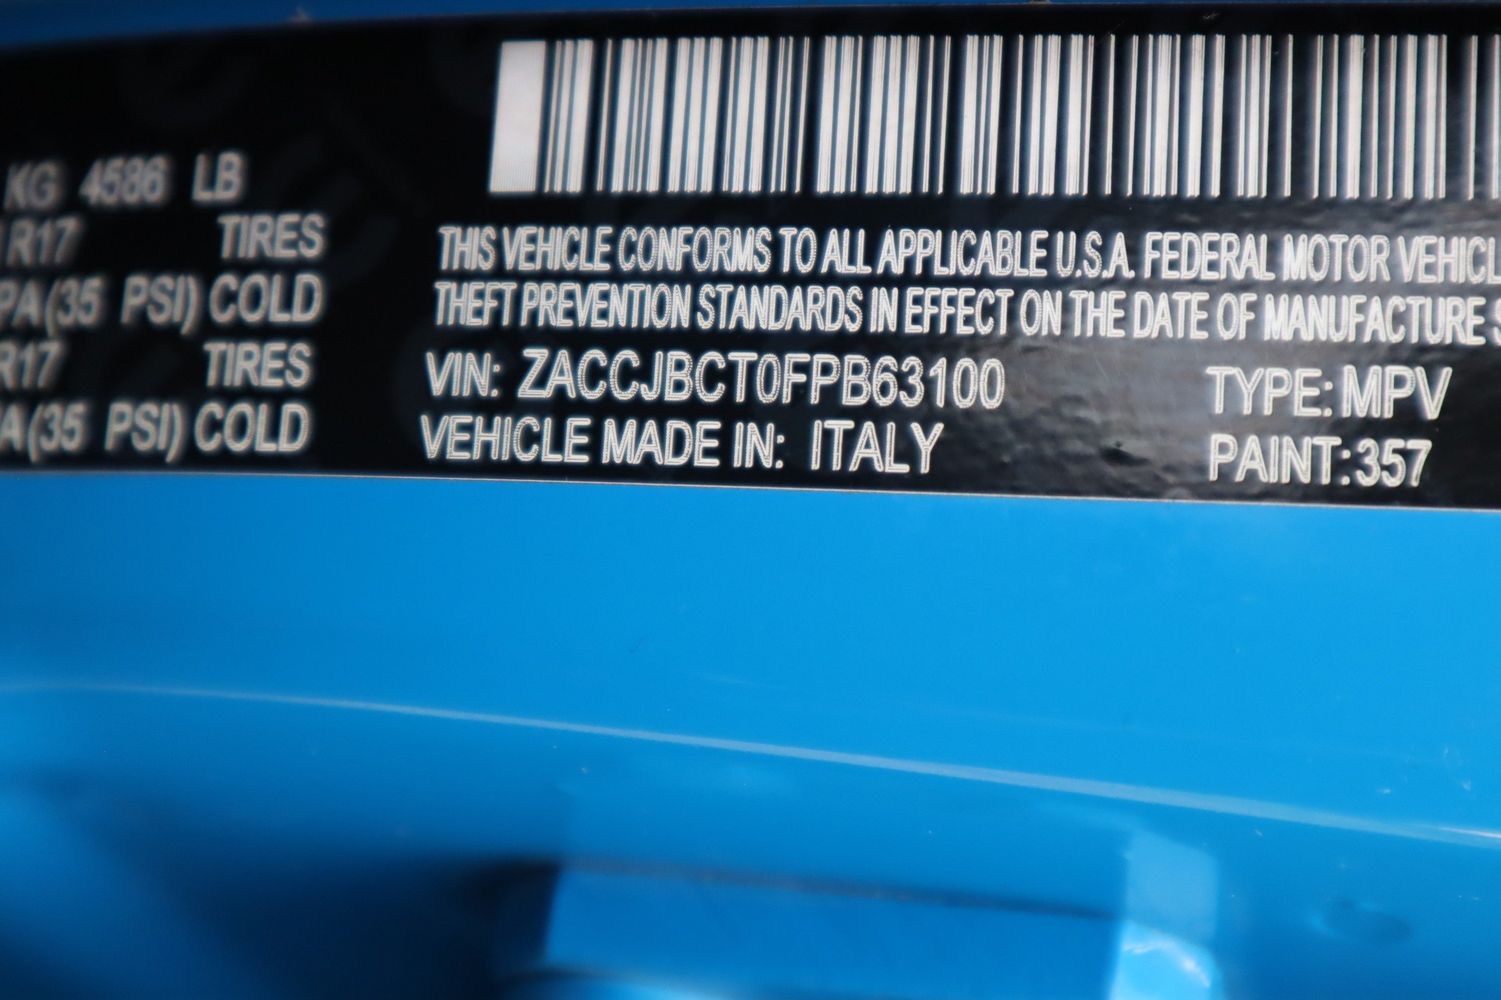 KG 4586 LB
R17 TIRES
PA(35 PSI) COLD
R17 TIRES
A(35 PSI) COLD
THIS VEHICLE CONFORMS TO ALL APPLICABLE U.S.A. FEDERAL MOTOR VEHICL
THEFT PREVENTION STANDARDS IN EFFECT ON THE DATE OF MANUFACTURE S
VIN: ZACCJBCT0FPB63100 TYPE: MPV
VEHICLE MADE IN: ITALY PAINT:357